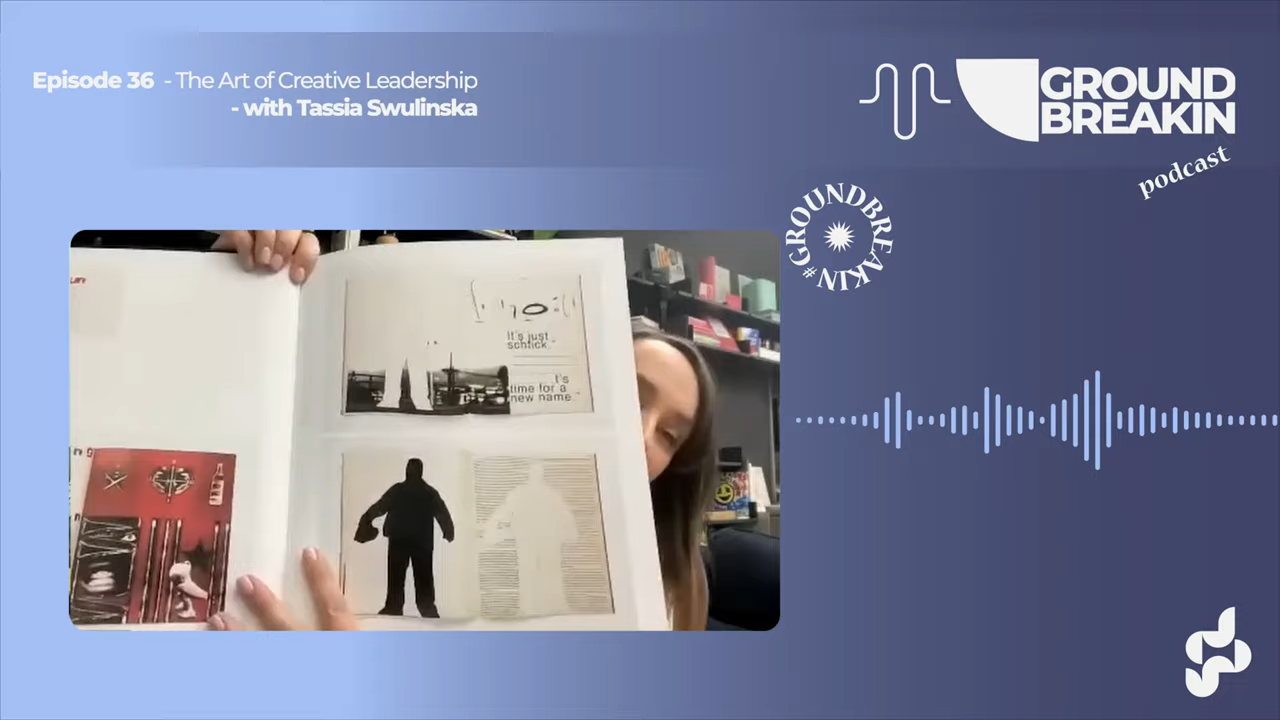 Episode 36 - The Art of Creative Leadership
- with Tassia Swulinska
GROUND
BREAKIN
podcast
#GROUNDBREAKIN
It's just
schtick.
t's
time for a
new name